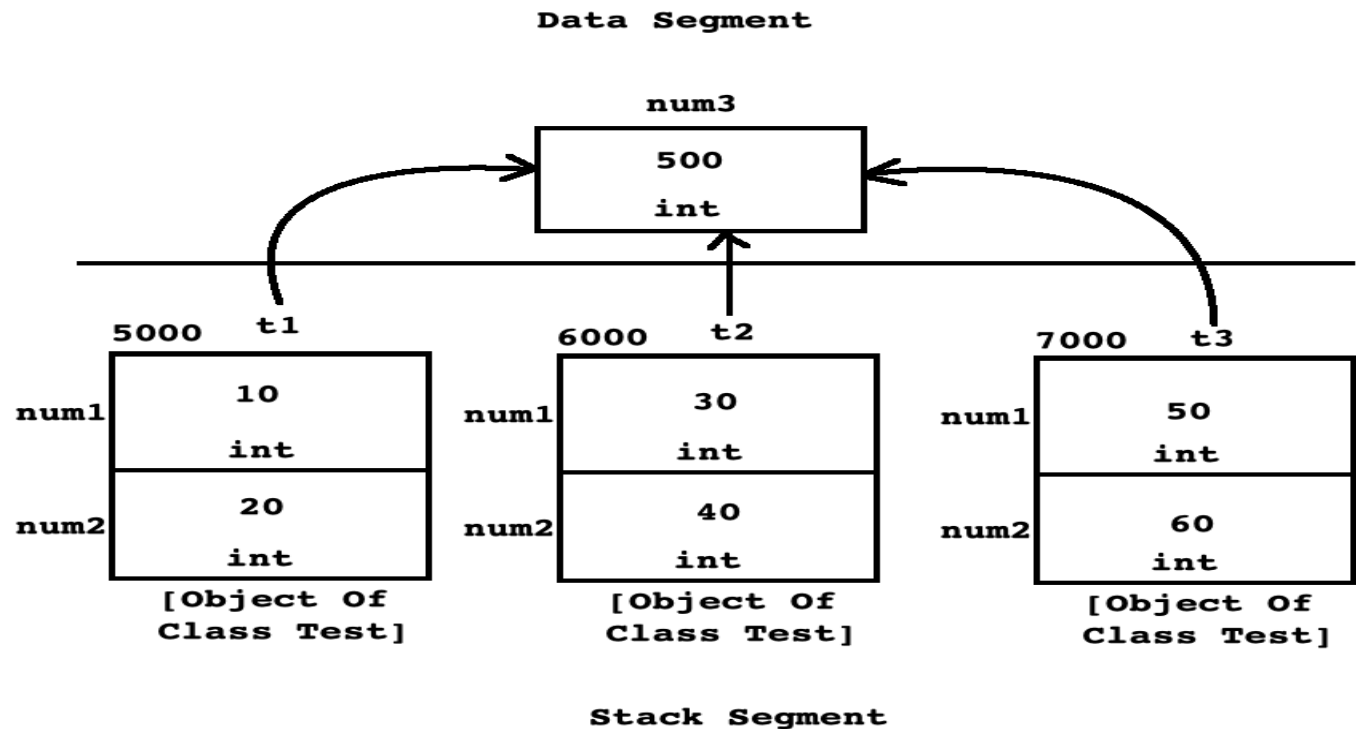 Data Segment
num3
500
int
5000 t1
6000 t2
7000 t3
num1 10
int
num2 20
int
[Object Of
Class Test]
num1 30
int
num2 40
int
[Object Of
Class Test]
num1 50
int
num2 60
int
[Object Of
Class Test]
Stack Segment